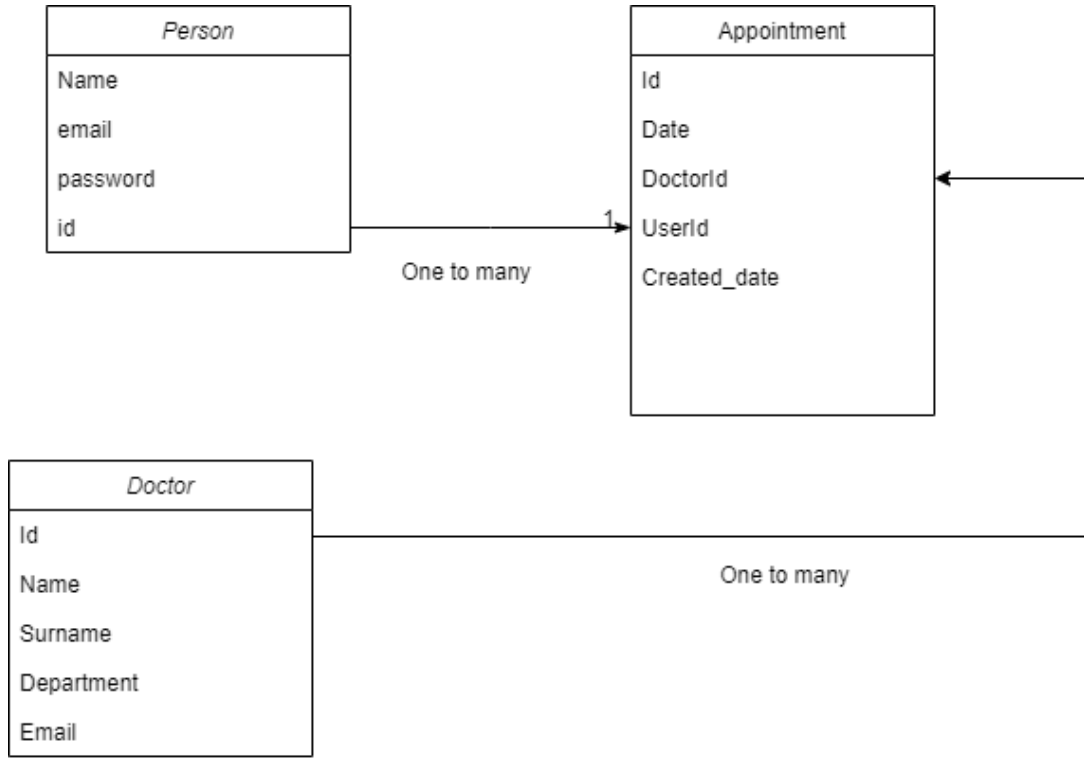 Person
Name
email
password
id
Appointment
Id
Date
DoctorId
UserId
Created_date
1
One to many
Doctor
Id
Name
Surname
Department
Email
One to many